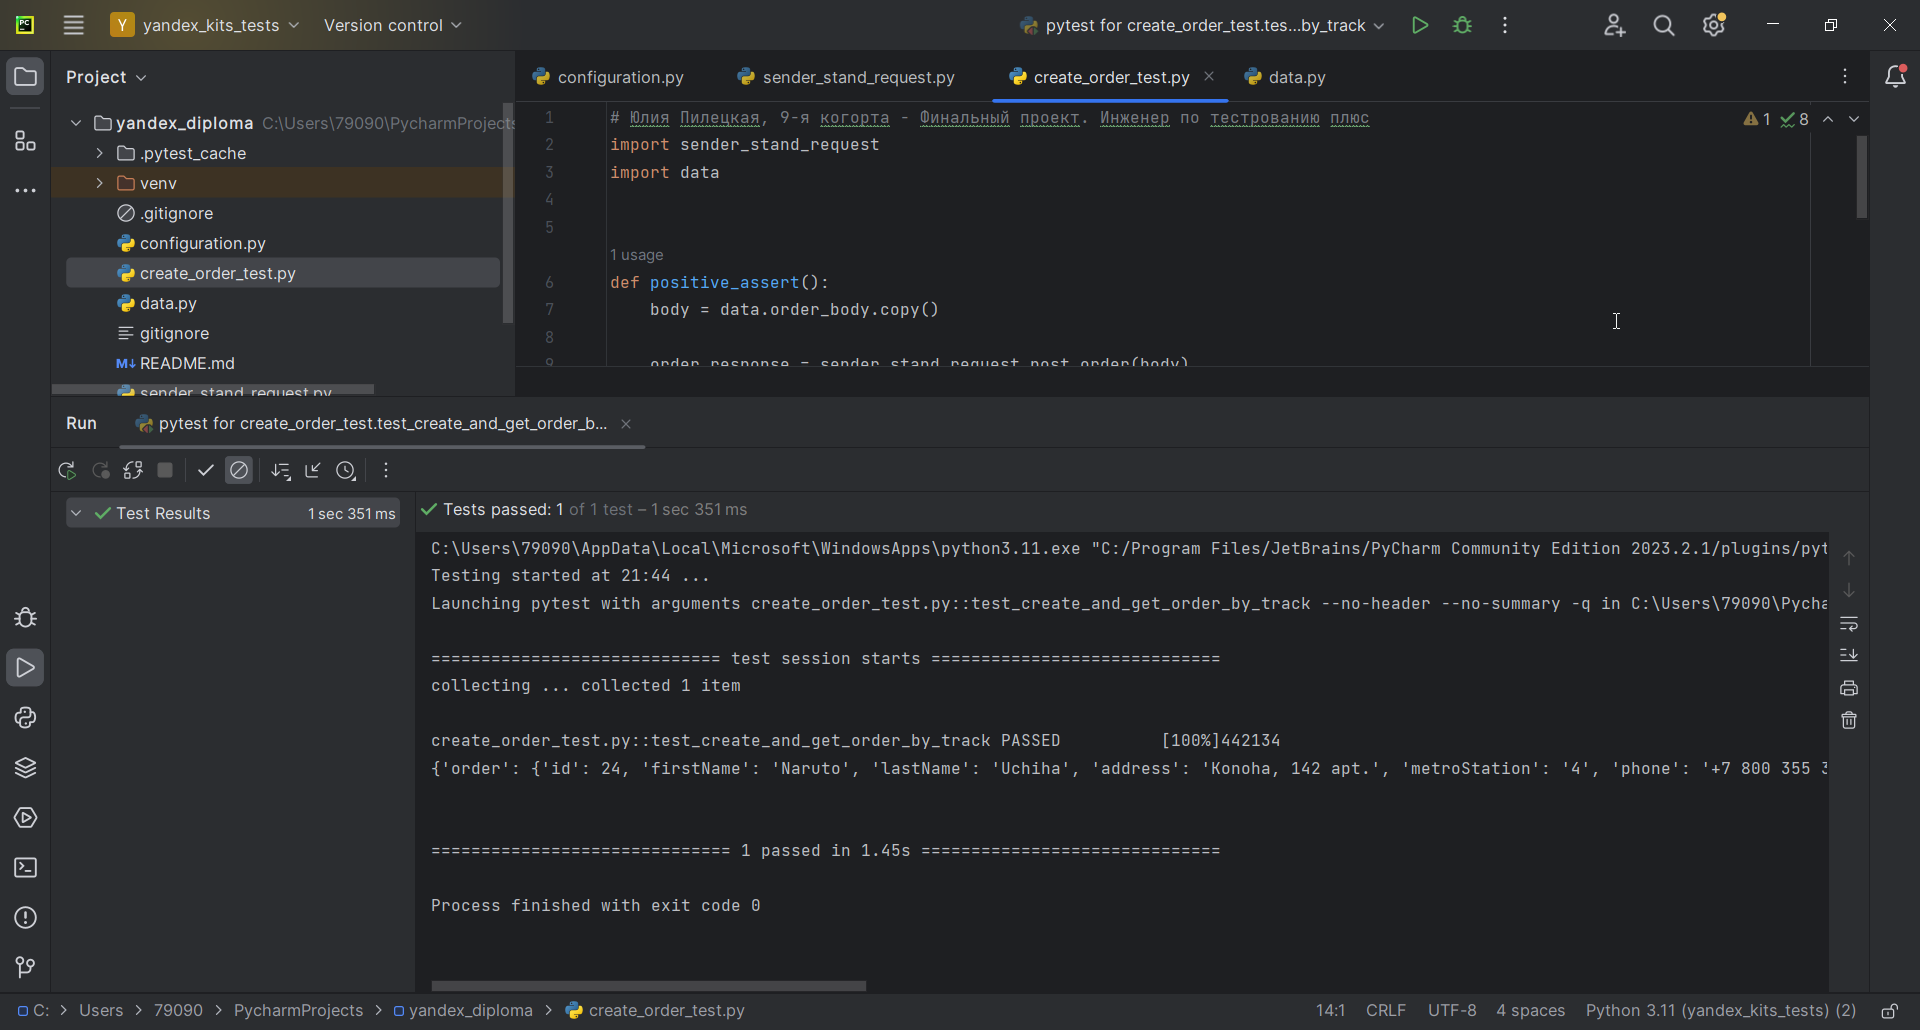 Y yandex_kits_tests Version control pytest for create_order_test.tes...by_track
Project
configuration.py sender_stand_request.py create_order_test.py data.py
yandex_diploma C:\Users\79090\PycharmProjects
.pytest_cache
venv
.gitignore
configuration.py
create_order_test.py
data.py
gitignore
README.md
sender_stand_request.py
1 # Юлия Пилецкая, 9-я когорта - Финальный проект. Инженер по тестрованию плюс
1 8
2 import sender_stand_request
3 import data
4
5
1 usage
6 def positive_assert():
7 body = data.order_body.copy()
8
9 order_response = sender_stand_request.post_order(body)
Run pytest for create_order_test.test_create_and_get_order_b...
Test Results 1 sec 351 ms
Tests passed: 1 of 1 test – 1 sec 351 ms
C:\Users\79090\AppData\Local\Microsoft\WindowsApps\python3.11.exe "C:/Program Files/JetBrains/PyCharm Community Edition 2023.2.1/plugins/pyt
Testing started at 21:44 ...
Launching pytest with arguments create_order_test.py::test_create_and_get_order_by_track --no-header --no-summary -q in C:\Users\79090\Pycha
============================= test session starts =============================
collecting ... collected 1 item
create_order_test.py::test_create_and_get_order_by_track PASSED [100%]442134
{'order': {'id': 24, 'firstName': 'Naruto', 'lastName': 'Uchiha', 'address': 'Konoha, 142 apt.', 'metroStation': '4', 'phone': '+7 800 355 3
============================== 1 passed in 1.45s ==============================
Process finished with exit code 0
C: > Users > 79090 > PycharmProjects > yandex_diploma > create_order_test.py
14:1 CRLF UTF-8 4 spaces Python 3.11 (yandex_kits_tests) (2)